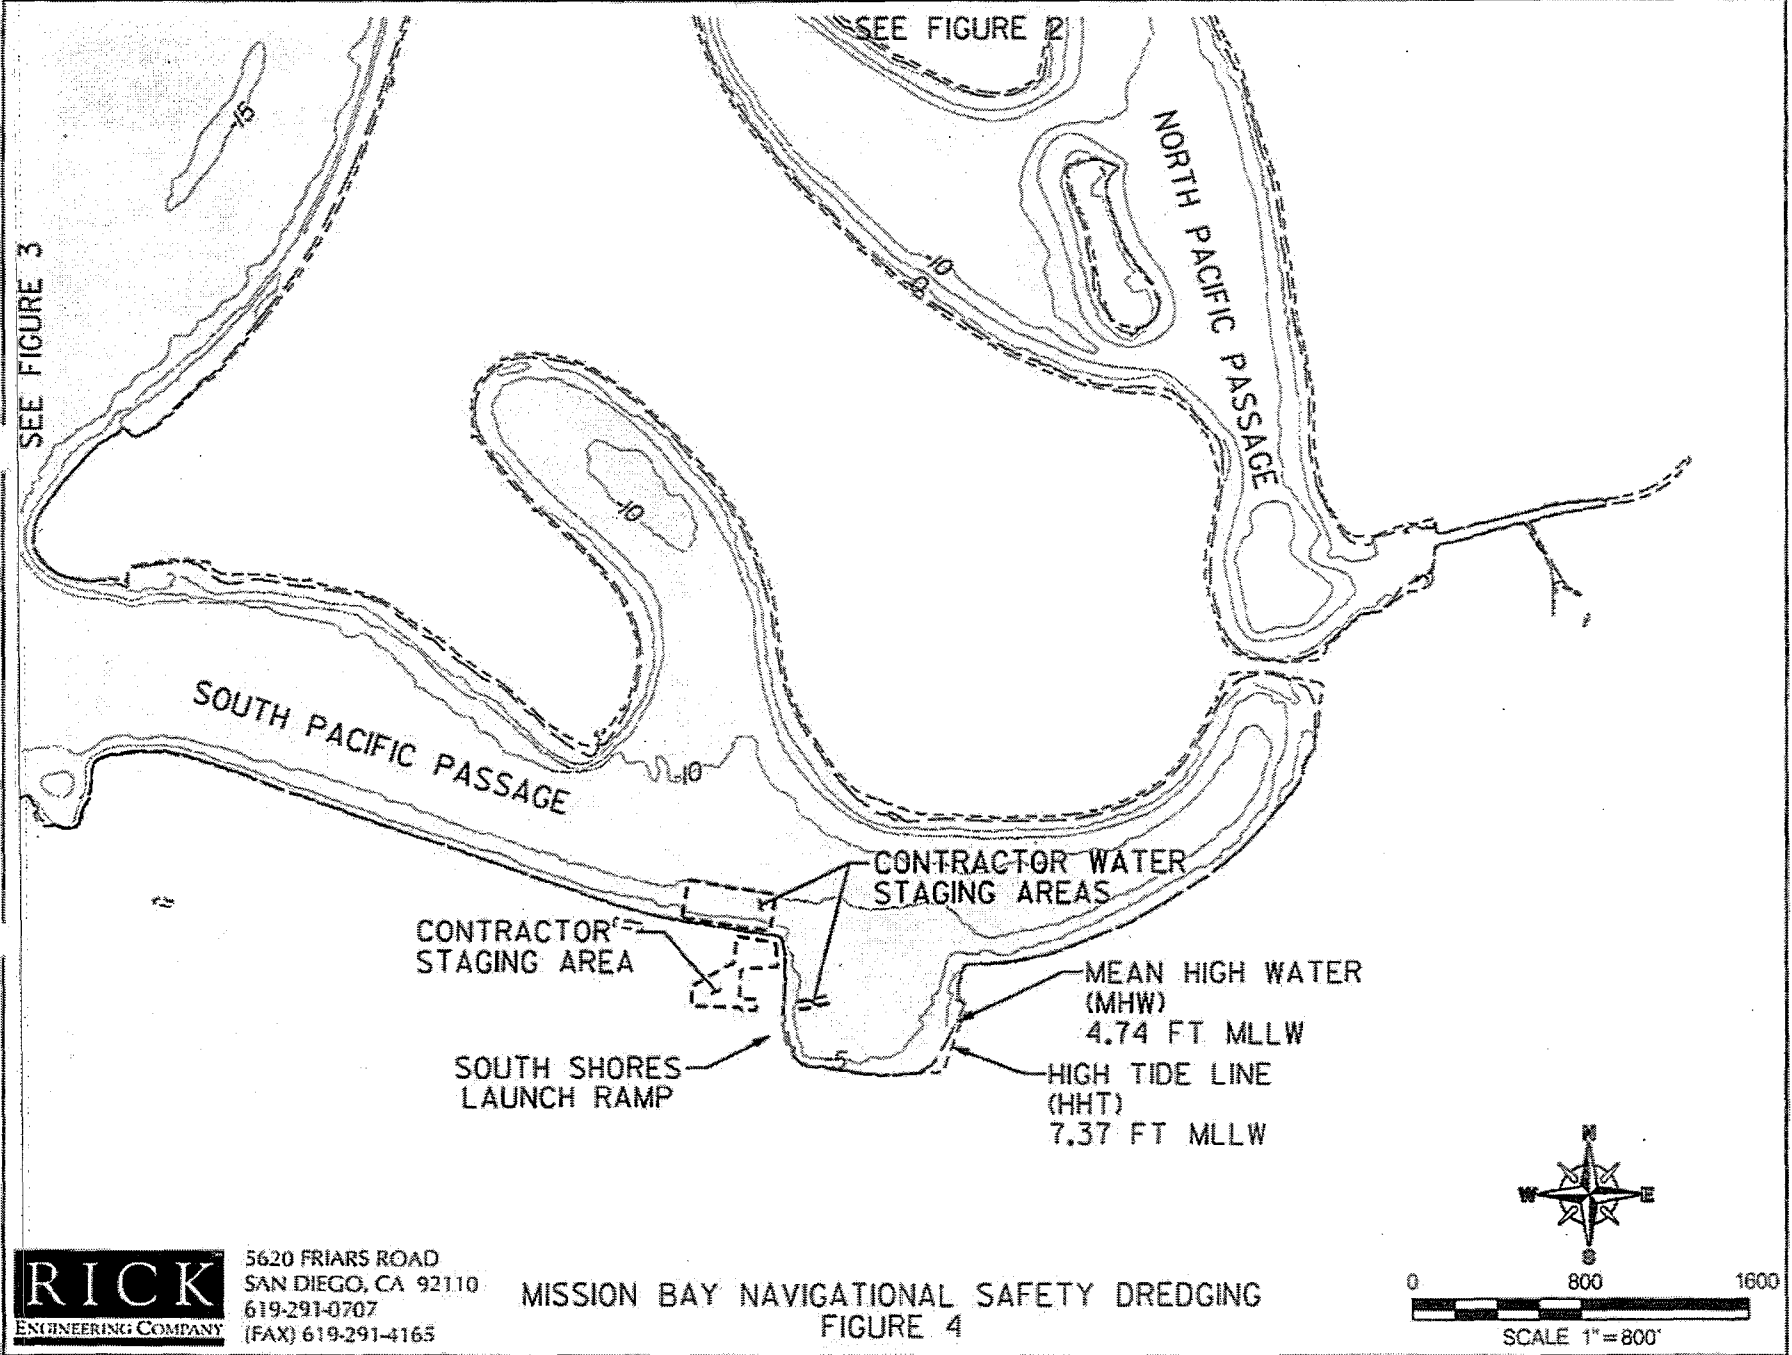 SEE FIGURE 2
-15
NORTH PACIFIC PASSAGE
SEE FIGURE 3
-10
0
-10
SOUTH PACIFIC PASSAGE
-10
CONTRACTOR WATER
STAGING AREAS
CONTRACTOR
STAGING AREA
MEAN HIGH WATER
(MHW)
4.74 FT MLLW
SOUTH SHORES
LAUNCH RAMP
-5
HIGH TIDE LINE
(HHT)
7.37 FT MLLW
N
W E
S
RICK
ENGINEERING COMPANY
5620 FRIARS ROAD
SAN DIEGO, CA 92110
619-291-0707
(FAX) 619-291-4165
MISSION BAY NAVIGATIONAL SAFETY DREDGING
FIGURE 4
0 800 1600
SCALE 1"=800'